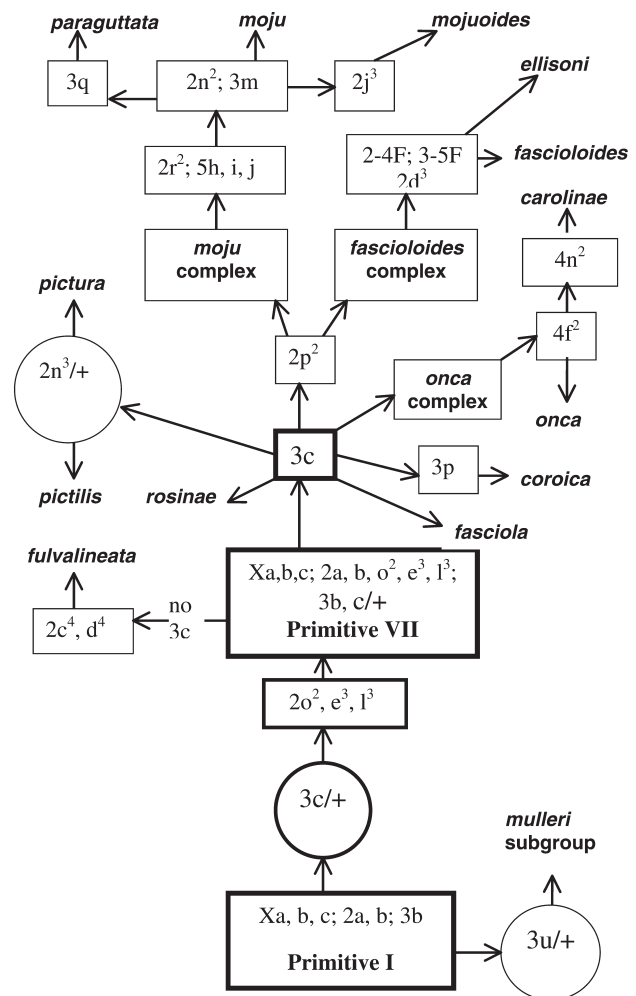 paraguttata
moju
mojuoides
3q
2n²; 3m
2j³
ellisoni
2r²; 5h, i, j
2-4F; 3-5F
2d³
fascioloides
carolinae
moju
complex
fascioloides
complex
4n²
pictura
2n³/+
2p²
4f²
onca
complex
onca
3c
3p
coroica
pictilis
rosinae
fasciola
fulvalineata
Xa,b,c; 2a, b, o², e³, l³;
3b, c/+
Primitive VII
no
3c
2c⁴, d⁴
2o², e³, l³
3c/+
mulleri
subgroup
Xa, b, c; 2a, b; 3b
Primitive I
3u/+